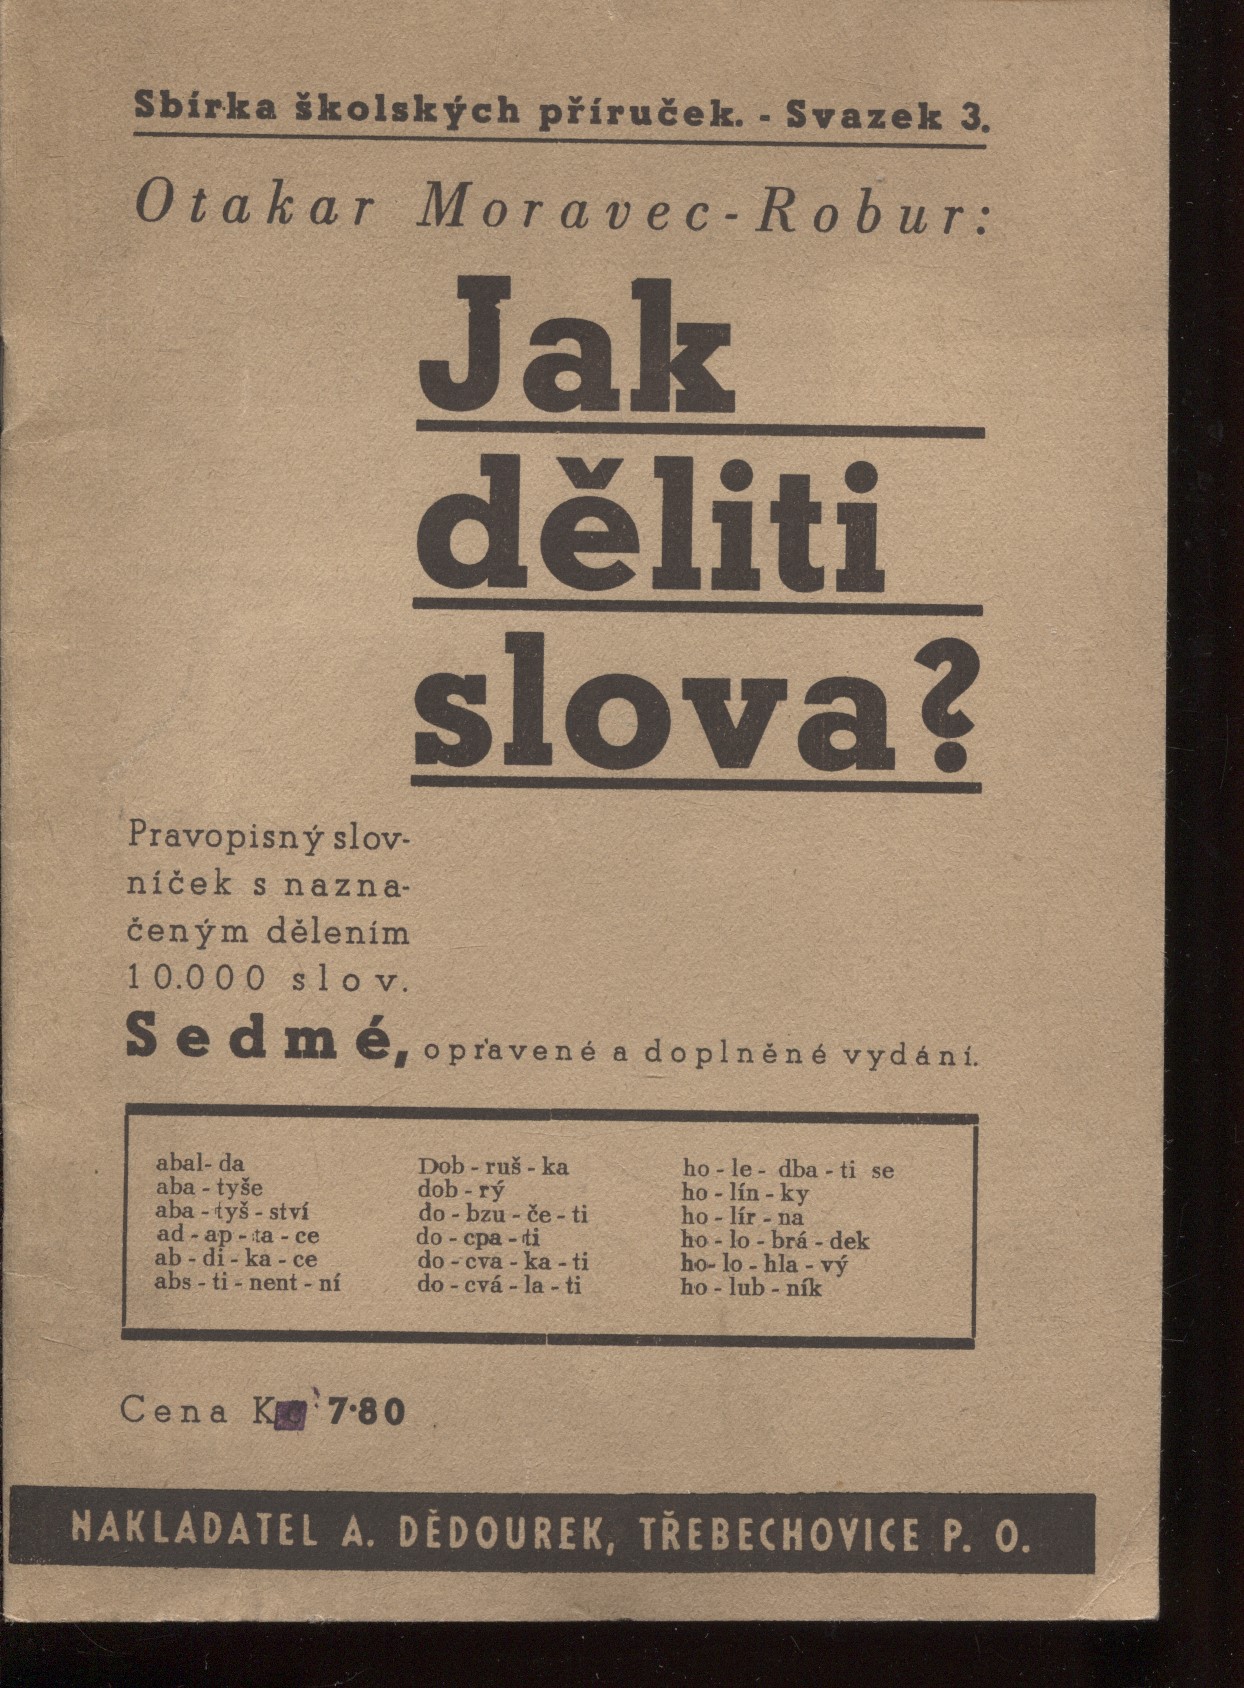 Sbírka školských příruček. - Svazek 3.
Otakar Moravec-Robur:
Jak
děliti
slova?
Pravopisný slov-
níček s nazna-
čeným dělením
10.000 slov.
Sedmé, opravené a doplněné vydání.
abal- da
aba - tyše
aba - tyš - ství
ad - ap - ta - ce
ab - di - ka - ce
abs - ti - nent - ní
Dob - ruš - ka
dob - rý
do - bzu - če - ti
do - cpa - ti
do - cva - ka - ti
do - cvá - la - ti
ho - le - dba - ti se
ho - lín - ky
ho - lír - na
ho - lo - brá - dek
ho- lo - hla - vý
ho - lub - ník
Cena K 7·80
NAKLADATEL A. DĚDOUREK, TŘEBECHOVICE P. O.